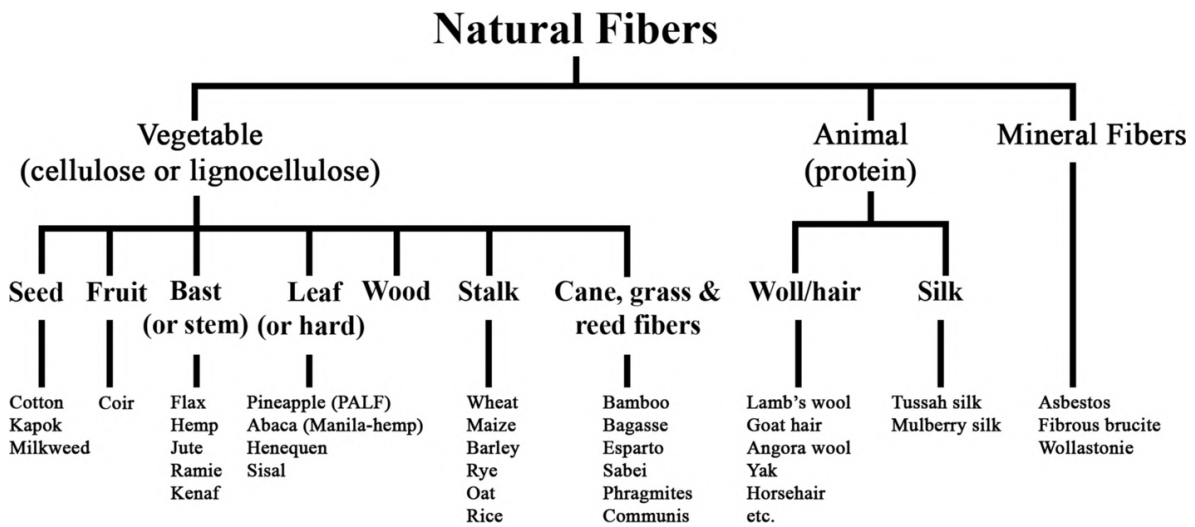 Natural Fibers
Vegetable
(cellulose or lignocellulose)
Animal
(protein)
Mineral Fibers
Seed
Fruit
Bast
(or stem)
Leaf
(or hard)
Wood
Stalk
Cane, grass &
reed fibers
Woll/hair
Silk
Cotton
Kapok
Milkweed
Coir
Flax
Hemp
Jute
Ramie
Kenaf
Pineapple (PALF)
Abaca (Manila-hemp)
Henequen
Sisal
Wheat
Maize
Barley
Rye
Oat
Rice
Bamboo
Bagasse
Esparto
Sabei
Phragmites
Communis
Lamb's wool
Goat hair
Angora wool
Yak
Horsehair
etc.
Tussah silk
Mulberry silk
Asbestos
Fibrous brucite
Wollastonie